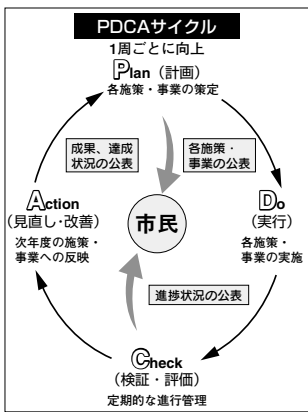 PDCAサイクル
1周ごとに向上
Plan（計画）
各施策・事業の策定
成果、達成
状況の公表
各施策・
事業の公表
Action
（見直し・改善）
次年度の施策・
事業への反映
市民
Do
（実行）
各施策・
事業の実施
進捗状況の公表
Check
（検証・評価）
定期的な進行管理